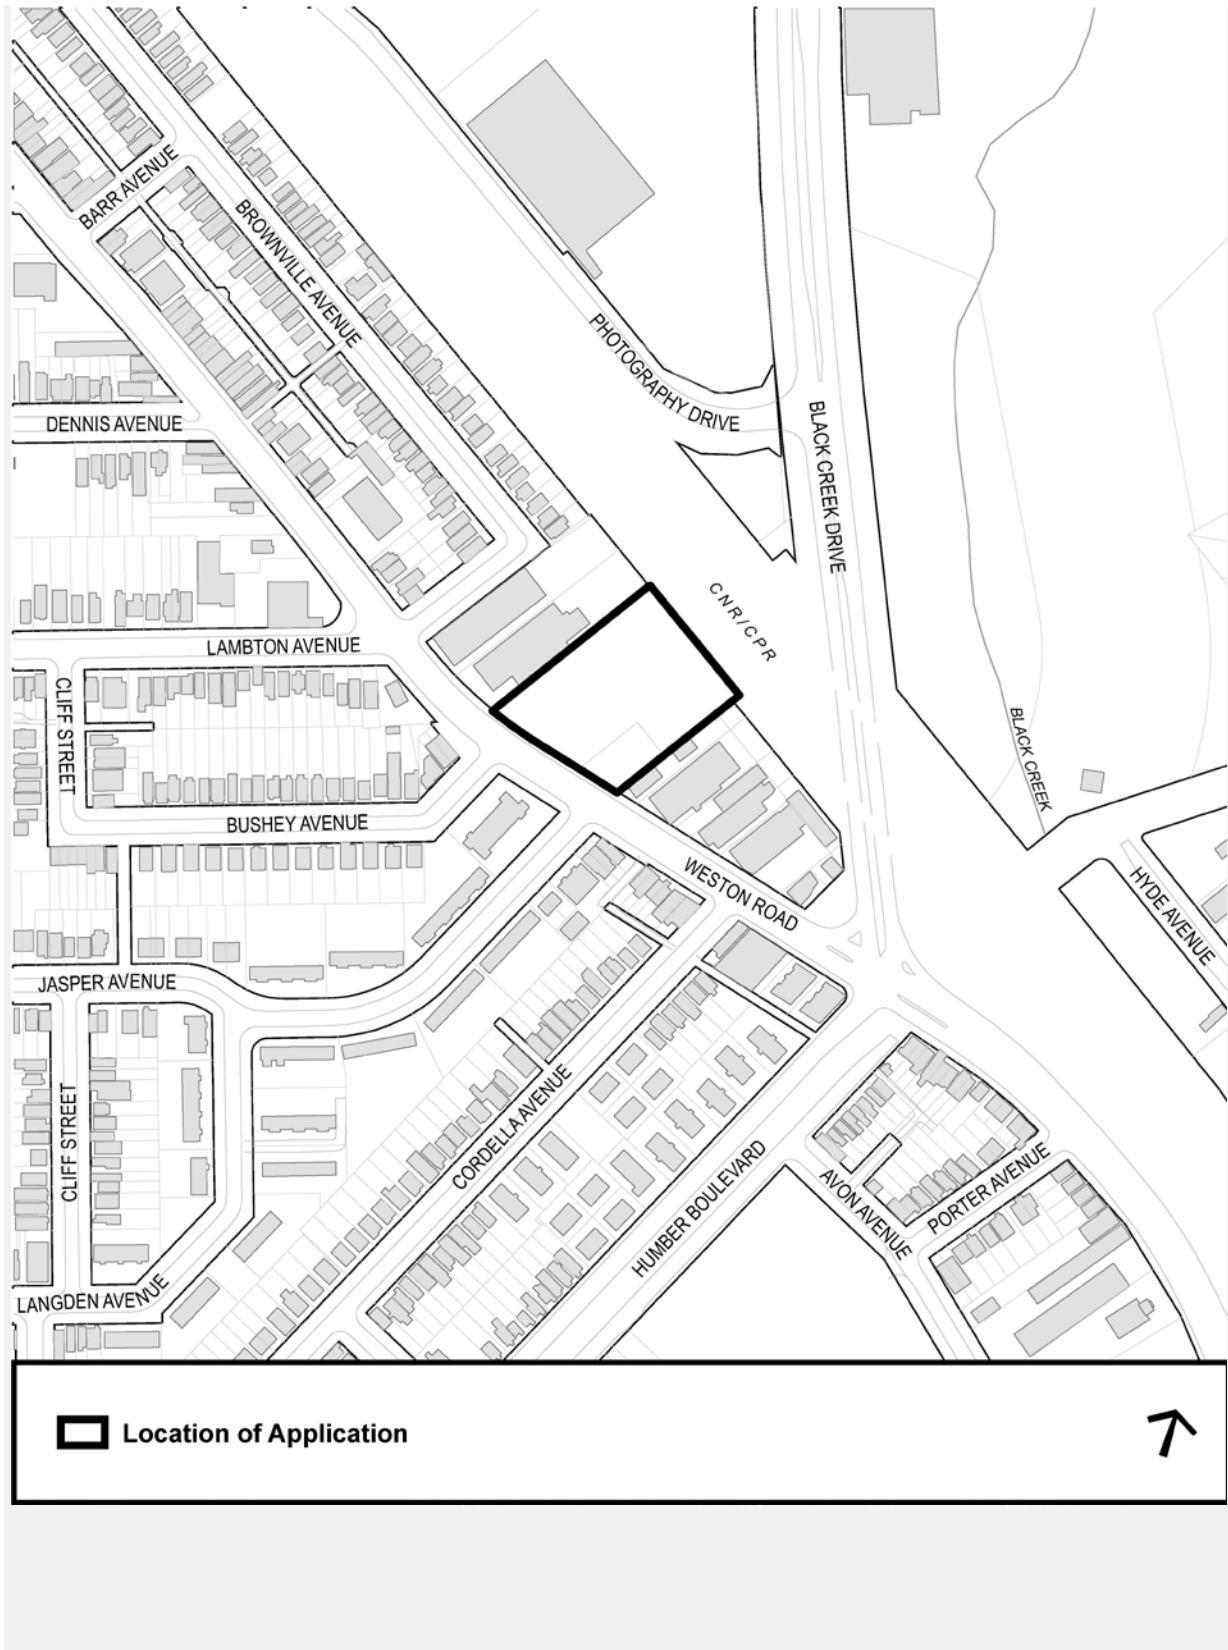 BARR AVENUE
BROWNVILLE AVENUE
PHOTOGRAPHY DRIVE
DENNIS AVENUE
BLACK CREEK DRIVE
CNR/CPR
LAMBTON AVENUE
CLIFF STREET
BLACK CREEK
BUSHEY AVENUE
WESTON ROAD
HYDE AVENUE
JASPER AVENUE
CLIFF STREET
CORDELLA AVENUE
HUMBER BOULEVARD
AVON AVENUE
PORTER AVENUE
LANGDEN AVENUE
Location of Application